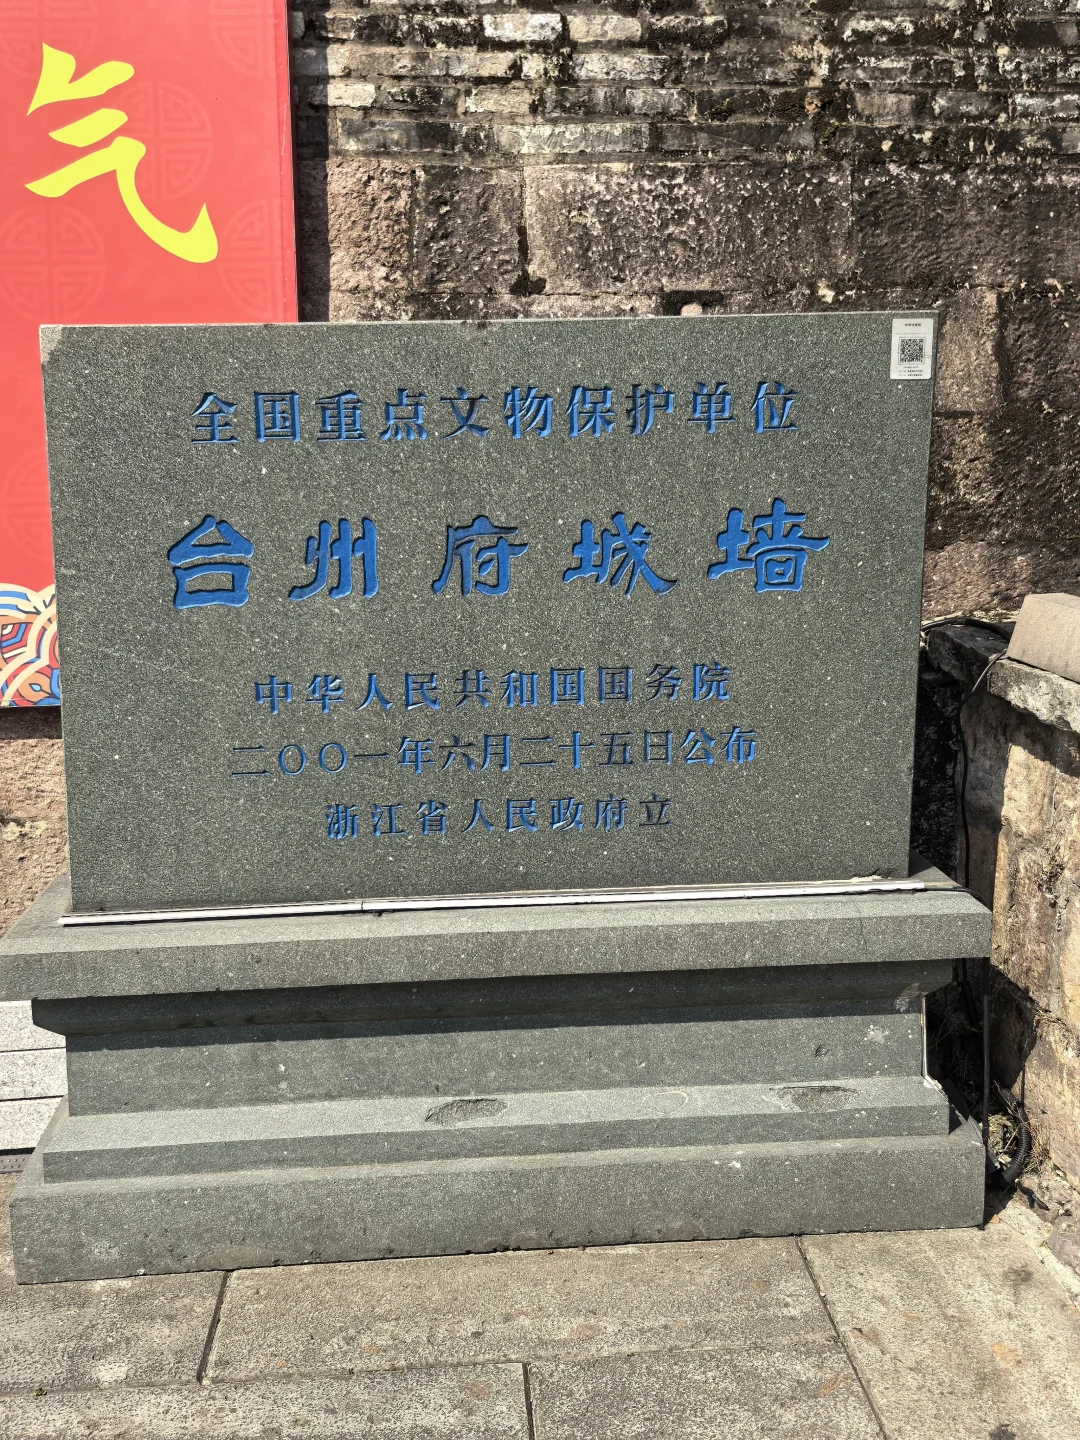 气
全国重点文物保护单位
台州府城墙
中华人民共和国国务院
二〇〇一年六月二十五日公布
浙江省人民政府立